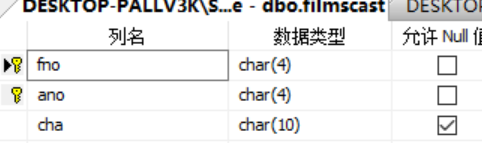 DESKTOP-PALLV3K\S...e - dbo.filmscast DESKTOP
列名 数据类型 允许 Null 值
fno char(4)
ano char(4)
cha char(10)